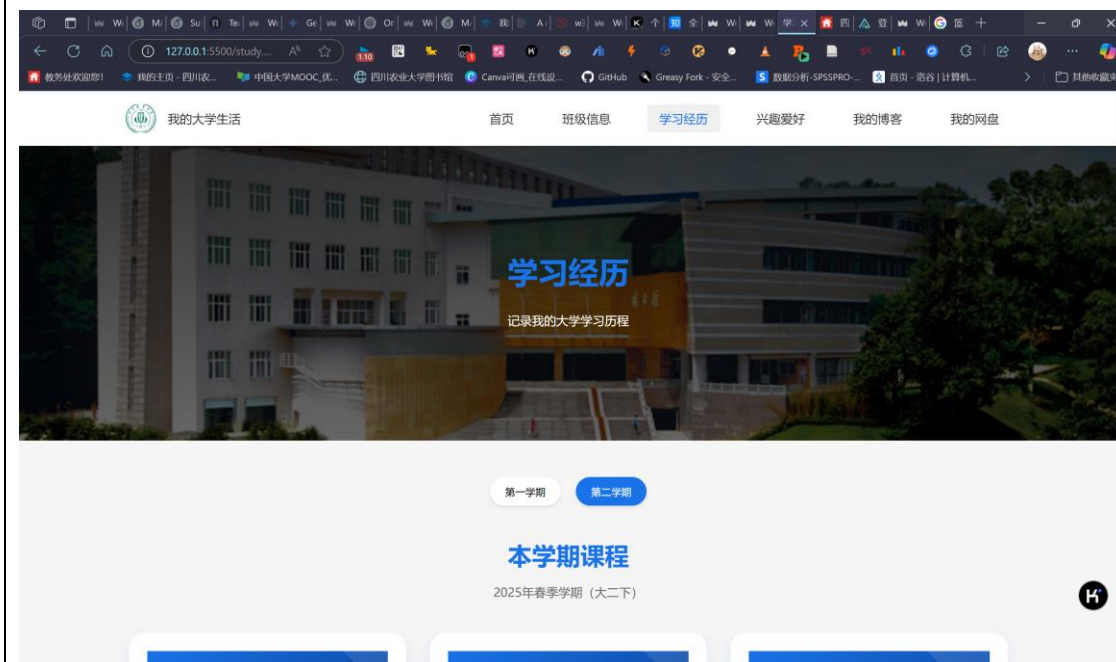 127.0.0.1:5500/study....
1.10
教务处欢迎您!
我的主页 - 四川农...
中国大学MOOC_优...
四川农业大学图书馆
Canva可画_在线设...
GitHub
Greasy Fork - 安全...
数据分析-SPSSPRO-...
首页 - 洛谷 | 计算机...
其他收藏夹
我的大学生活
首页
班级信息
学习经历
兴趣爱好
我的博客
我的网盘
学习经历
记录我的大学学习历程
第一学期
第二学期
本学期课程
2025年春季学期（大二下）